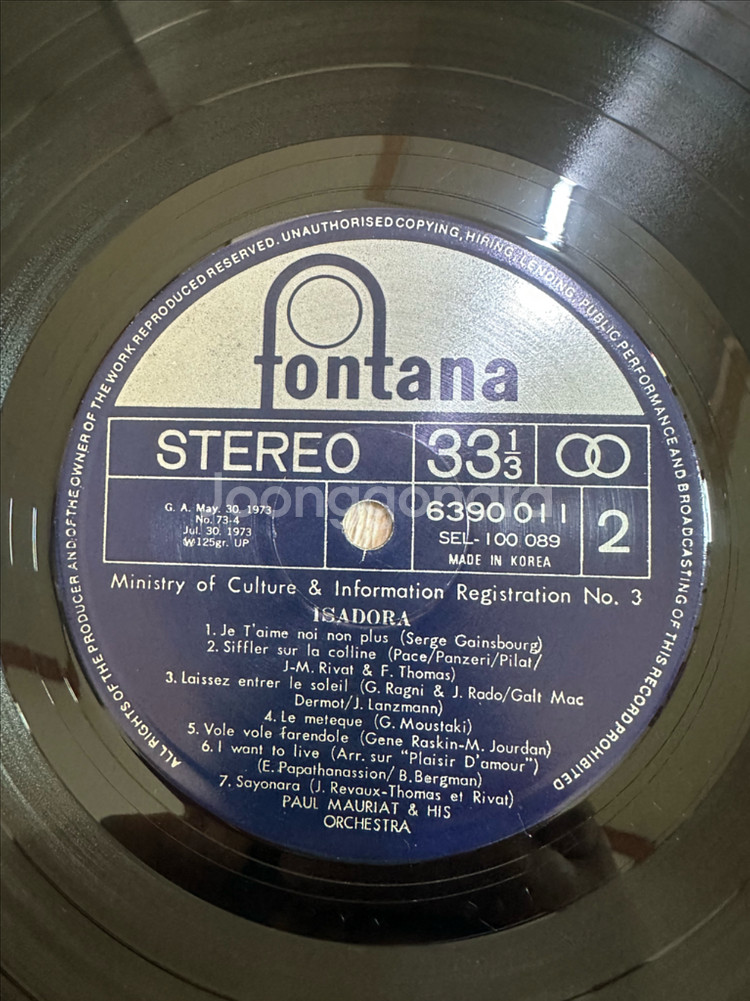 ALL RIGHTS OF THE PRODUCER AND OF THE OWNER OF THE WORK REPRODUCED RESERVED. UNAUTHORISED COPYING, HIRING, LENDING, PUBLIC PERFORMANCE AND BROADCASTING OF THIS RECORD PROHIBITED
fontana
STEREO
33 1/3
Joonggonara
G. A. May. 30. 1973
No. 73-4
Jul. 30. 1973
W125gr. UP
6390 011
SEL-100 089
MADE IN KOREA
2
Ministry of Culture & Information Registration No. 3
ISADORA
1. Je T'aime noi non plus (Serge Gainsbourg)
2. Siffler sur la colline (Pace/Panzeri/Pilat/
J-M. Rivat & F. Thomas)
3. Laissez entrer le soleil (G. Ragni & J. Rado/Galt Mac
Dermot/J. Lanzmann)
4. Le meteque (G. Moustaki)
5. Vole vole farendole (Gene Raskin-M. Jourdan)
6. I want to live (Arr. sur "Plaisir D'amour")
(E. Papathanassion/ B. Bergman)
7. Sayonara (J. Revaux-Thomas et Rivat)
PAUL MAURIAT & HIS
ORCHESTRA